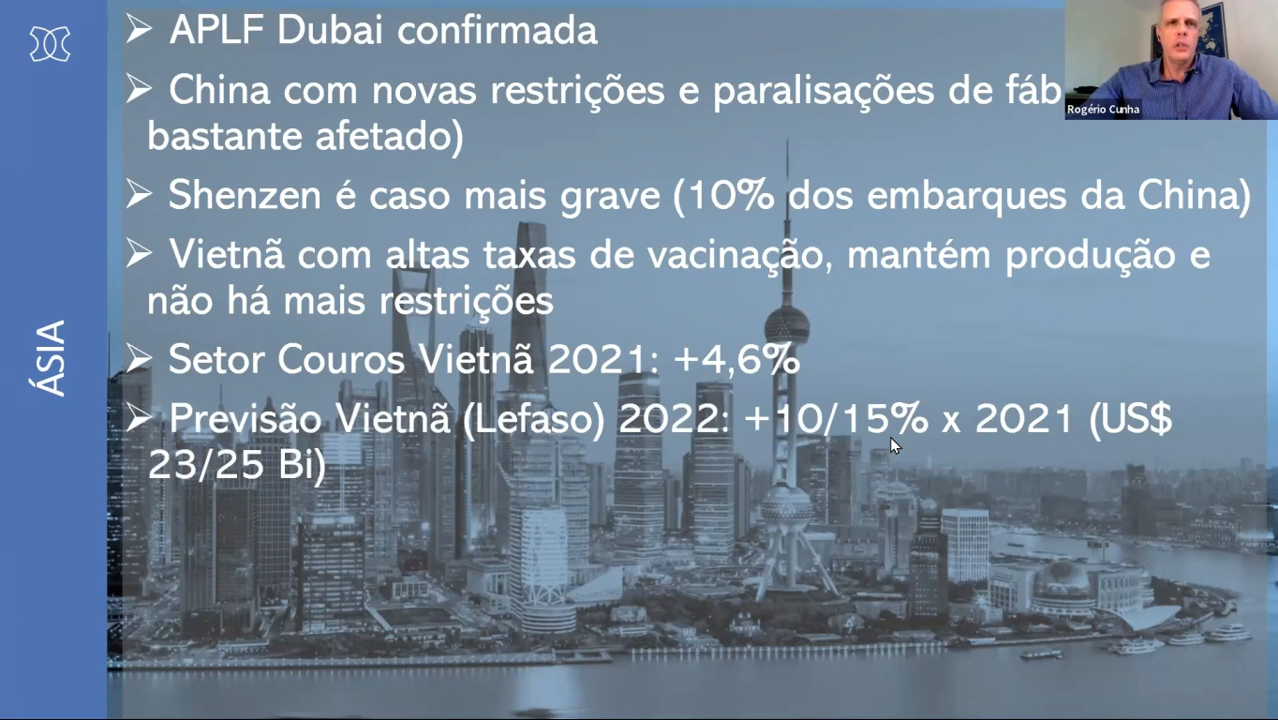 ➢ APLF Dubai confirmada
➢ China com novas restrições e paralisações de fáb
bastante afetado)
➢ Shenzen é caso mais grave (10% dos embarques da China)
➢ Vietnã com altas taxas de vacinação, mantém produção e
não há mais restrições
➢ Setor Couros Vietnã 2021: +4,6%
➢ Previsão Vietnã (Lefaso) 2022: +10/15% x 2021 (US$
23/25 Bi)
ÁSIA
Rogério Cunha